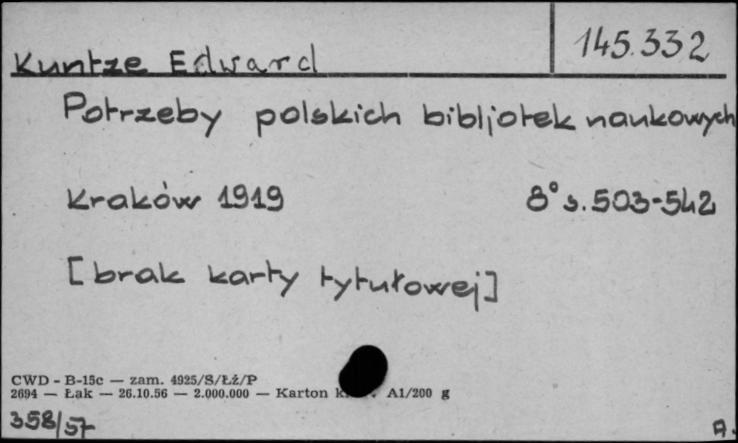 145.332
Kuntze Edward
Potrzeby polskich bibljotek naukowych
Kraków 1919 8° s. 503-542
[brak karty tytułowej]
CWD - B-15c — zam. 4925/S/Łż/P
2694 — Łak — 26.10.56 — 2.000.000 — Karton A1/200 g
358/57
A.